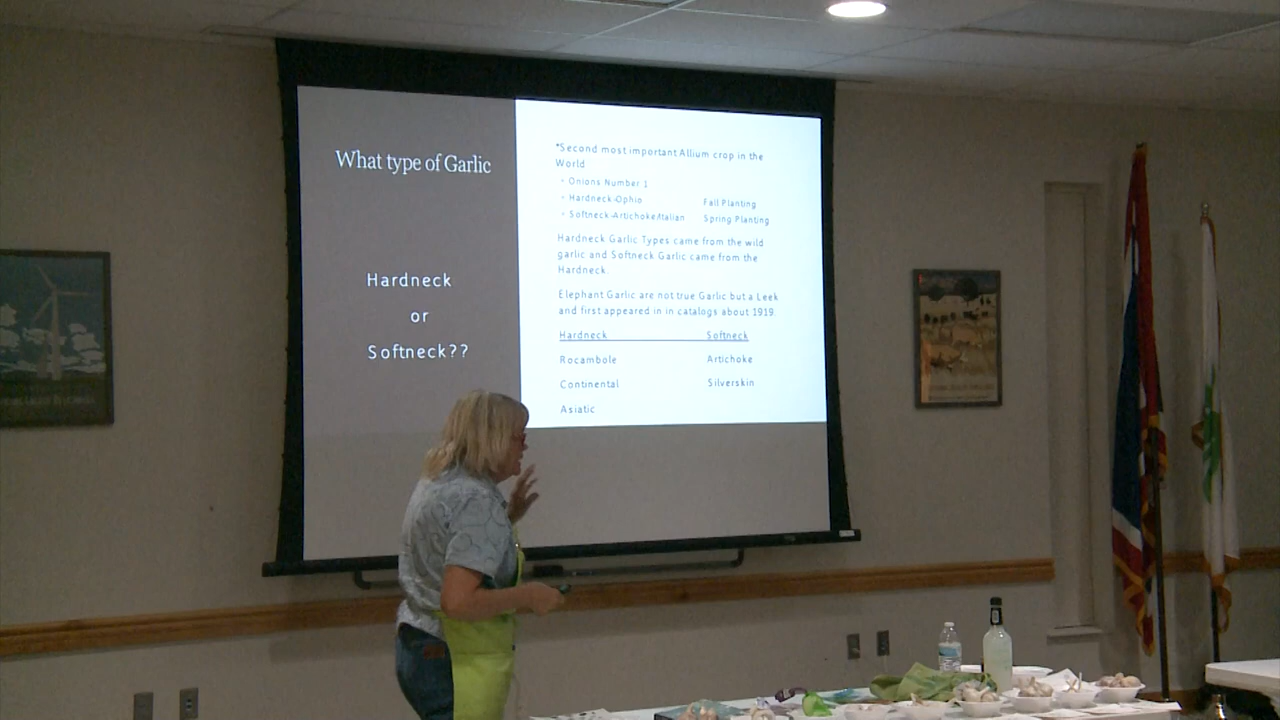 What type of Garlic
Hardneck
or
Softneck??
*Second most important Allium crop in the
World
• Onions Number 1
• Hardneck-Ophio Fall Planting
• Softneck-Artichoke/Italian Spring Planting
Hardneck Garlic Types came from the wild
garlic and Softneck Garlic came from the
Hardneck.
Elephant Garlic are not true Garlic but a Leek
and first appeared in in catalogs about 1919.
Hardneck Softneck
Rocambole Artichoke
Continental Silverskin
Asiatic